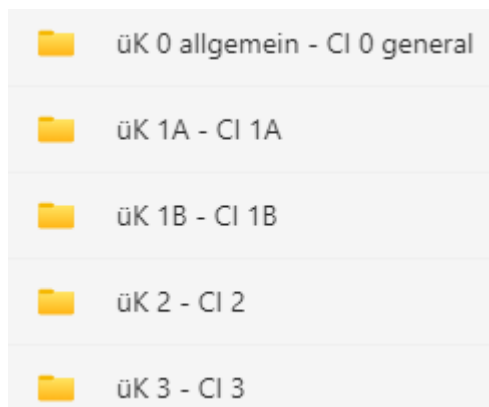 üK 0 allgemein - CI 0 general
üK 1A - CI 1A
üK 1B - CI 1B
üK 2 - CI 2
üK 3 - CI 3